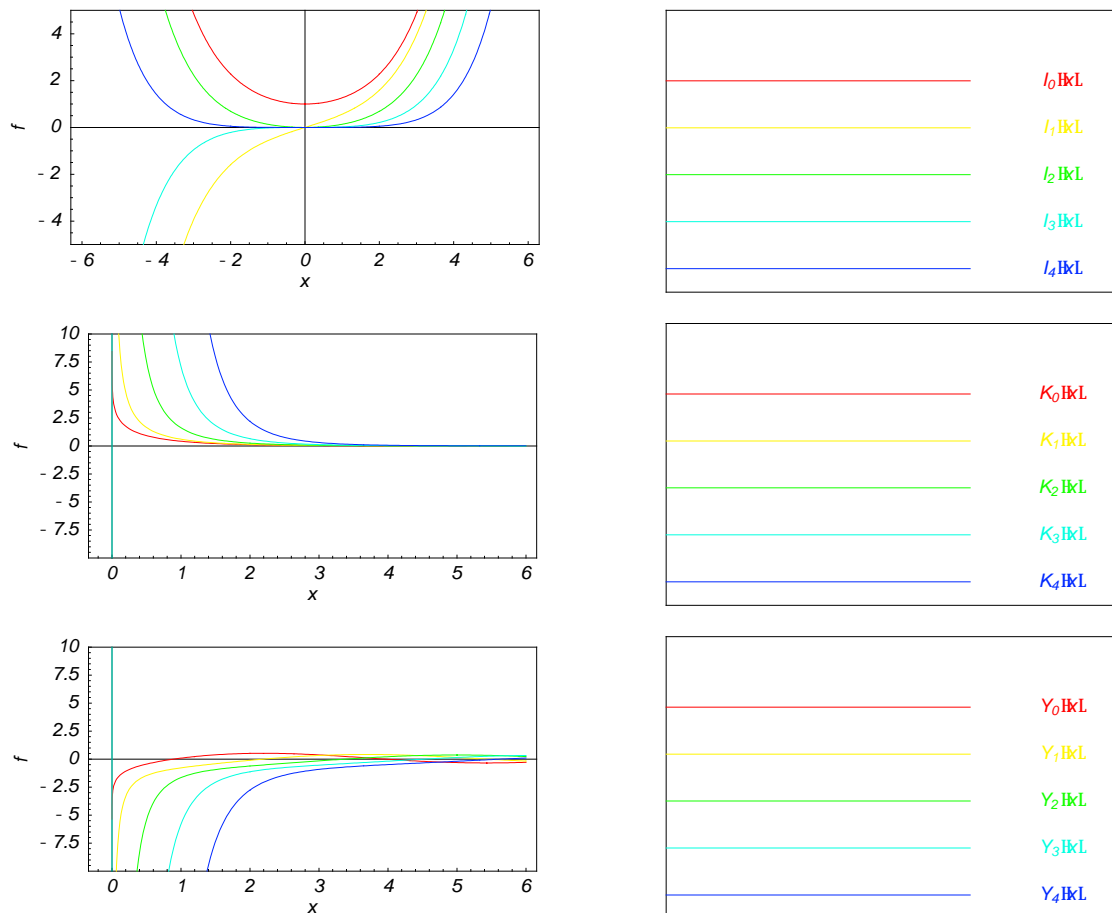 4
2
0
- 2
- 4
f
- 6 - 4 - 2 0 2 4 6
x
I0HxL
I1HxL
I2HxL
I3HxL
I4HxL
10
7.5
5
2.5
0
- 2.5
- 5
- 7.5
f
0 1 2 3 4 5 6
x
K0HxL
K1HxL
K2HxL
K3HxL
K4HxL
10
7.5
5
2.5
0
- 2.5
- 5
- 7.5
f
0 1 2 3 4 5 6
x
Y0HxL
Y1HxL
Y2HxL
Y3HxL
Y4HxL